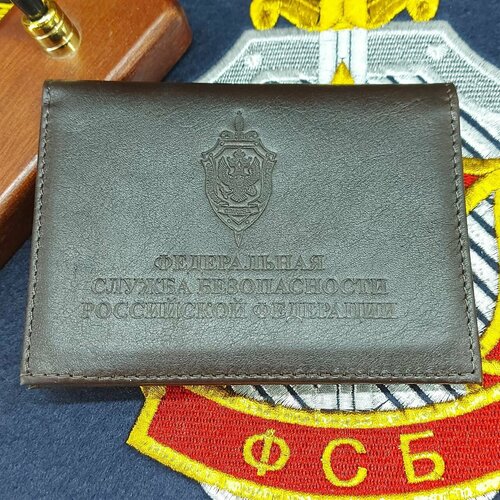 ФЕДЕРАЛЬНАЯ
СЛУЖБА БЕЗОПАСНОСТИ
РОССИЙСКОЙ ФЕДЕРАЦИИ
ФСБ